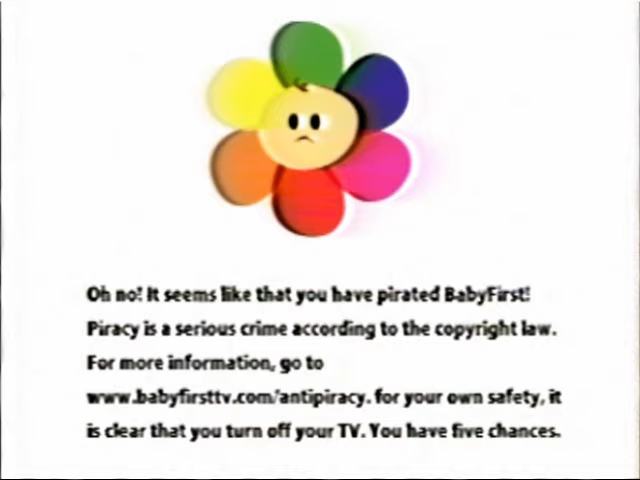 Oh no! It seems like that you have pirated BabyFirst!
Piracy is a serious crime according to the copyright law.
For more information, go to
www.babyfirsttv.com/antipiracy. for your own safety, it
is clear that you turn off your TV. You have five chances.